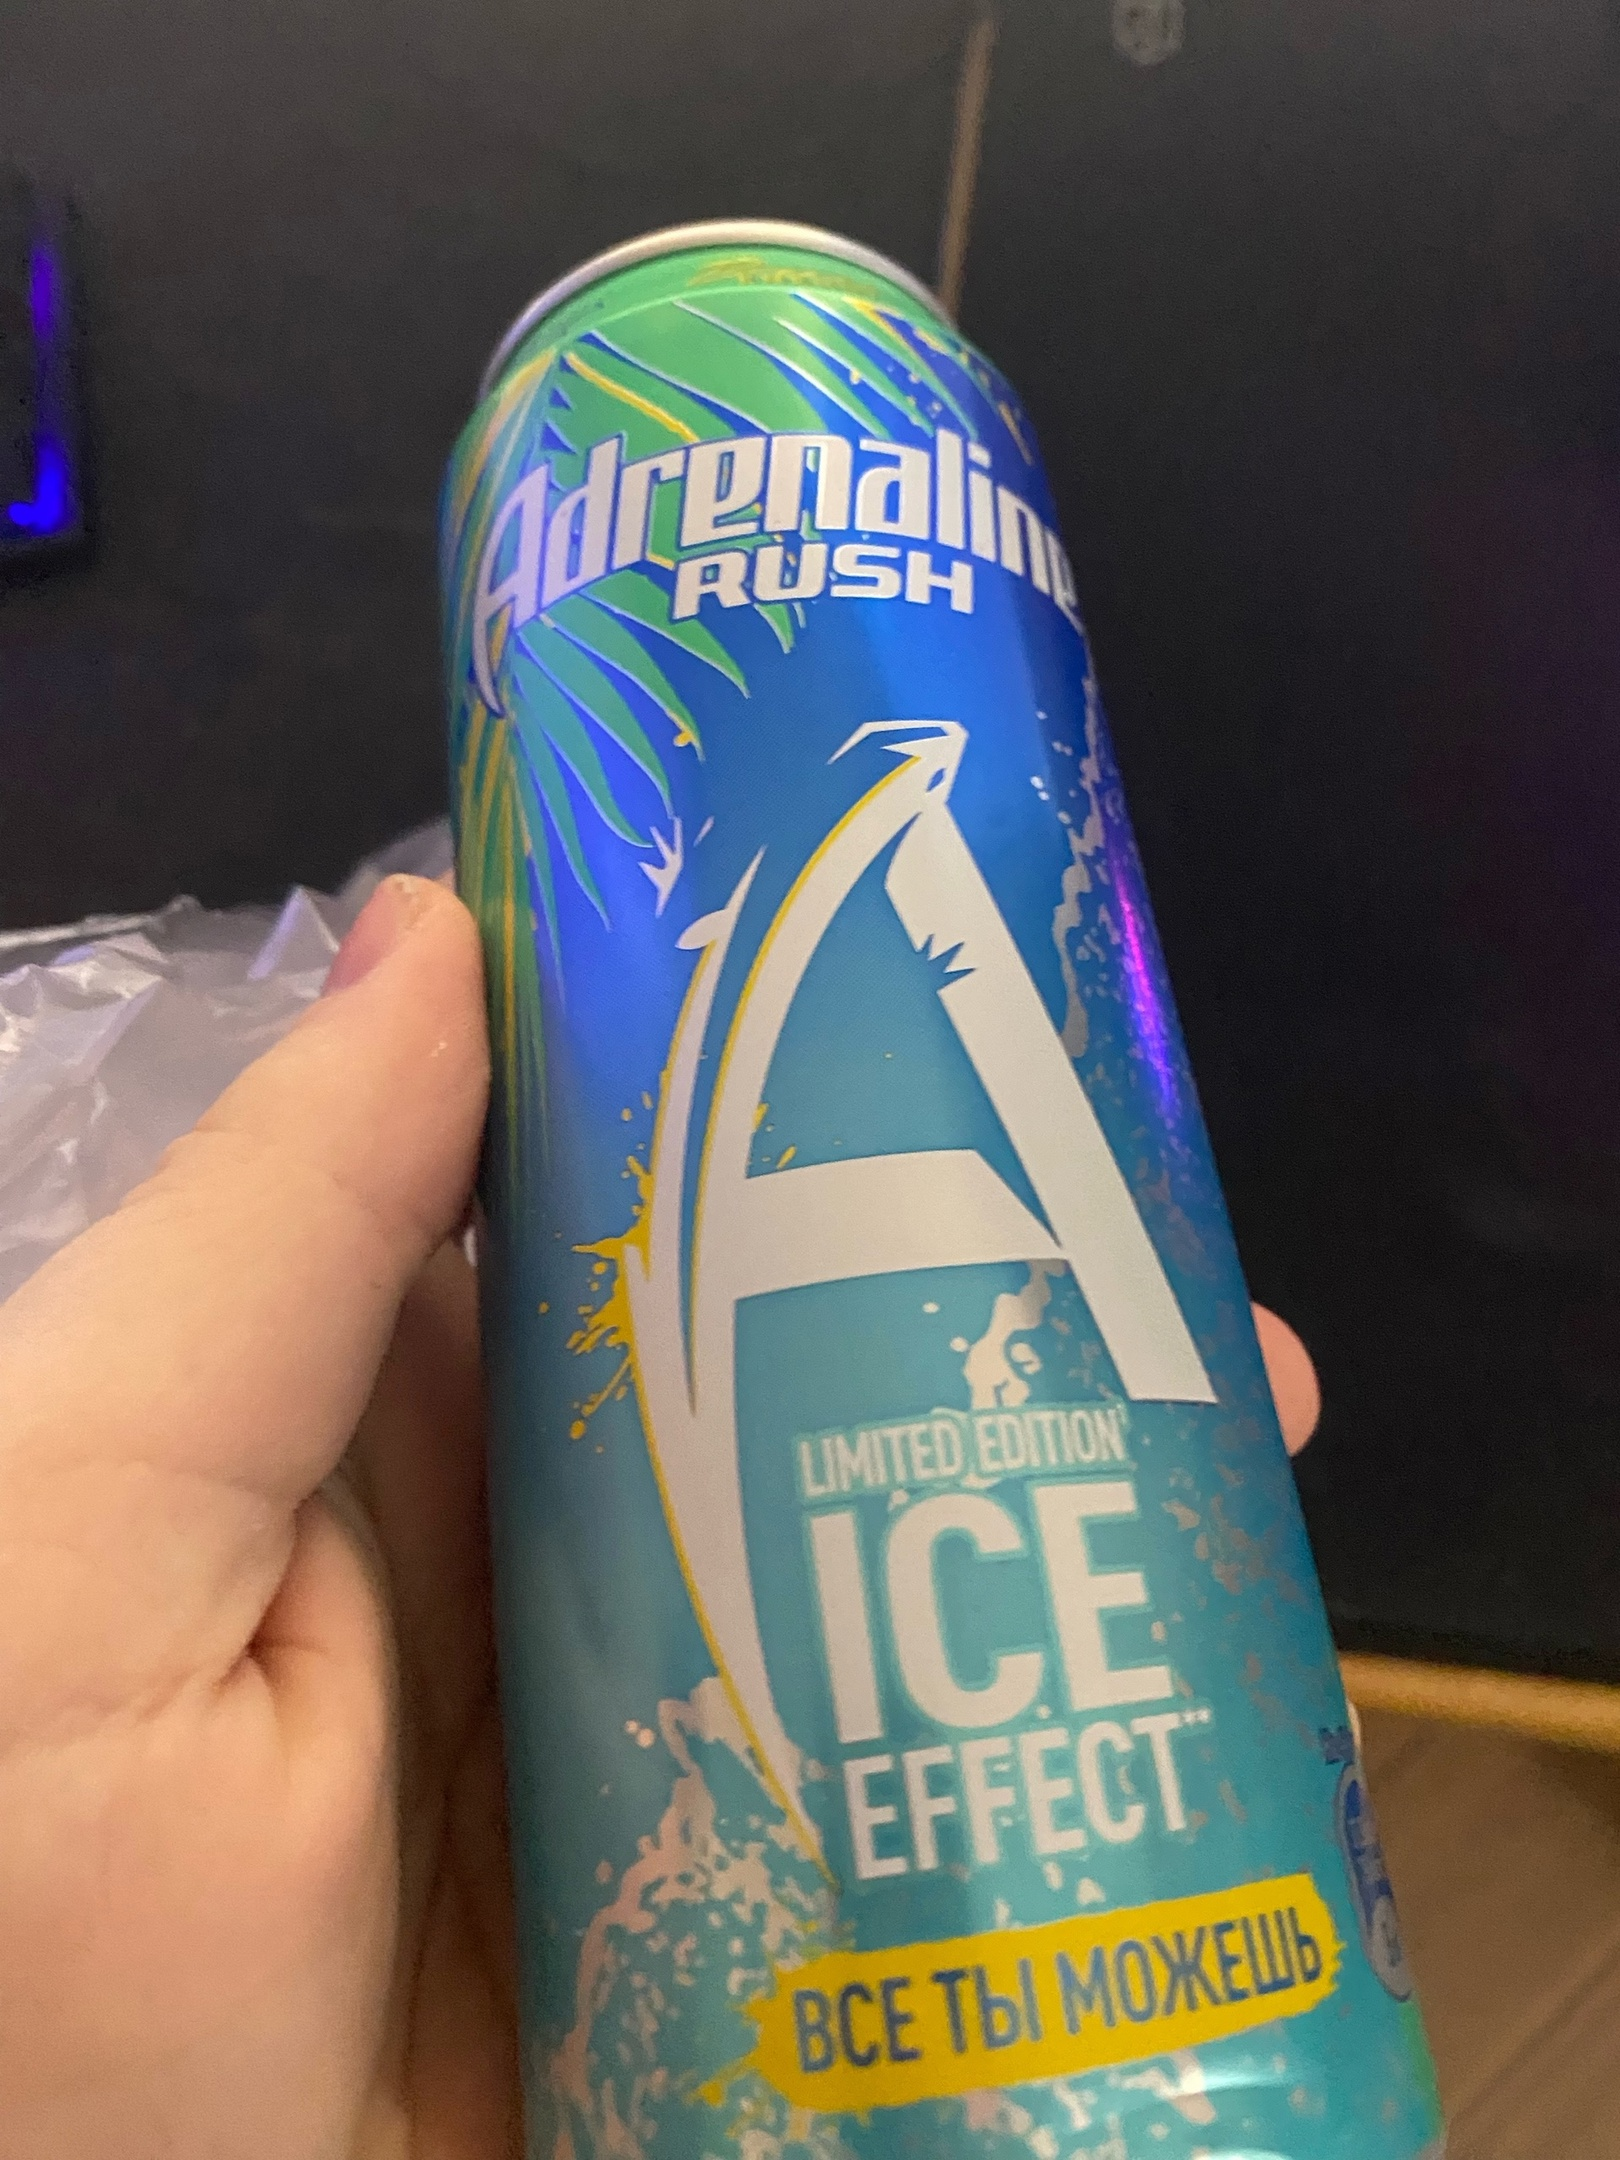 Adrenaline
RUSH
LIMITED EDITION*
ICE
EFFECT**
ВСЕ ТЫ МОЖЕШЬ